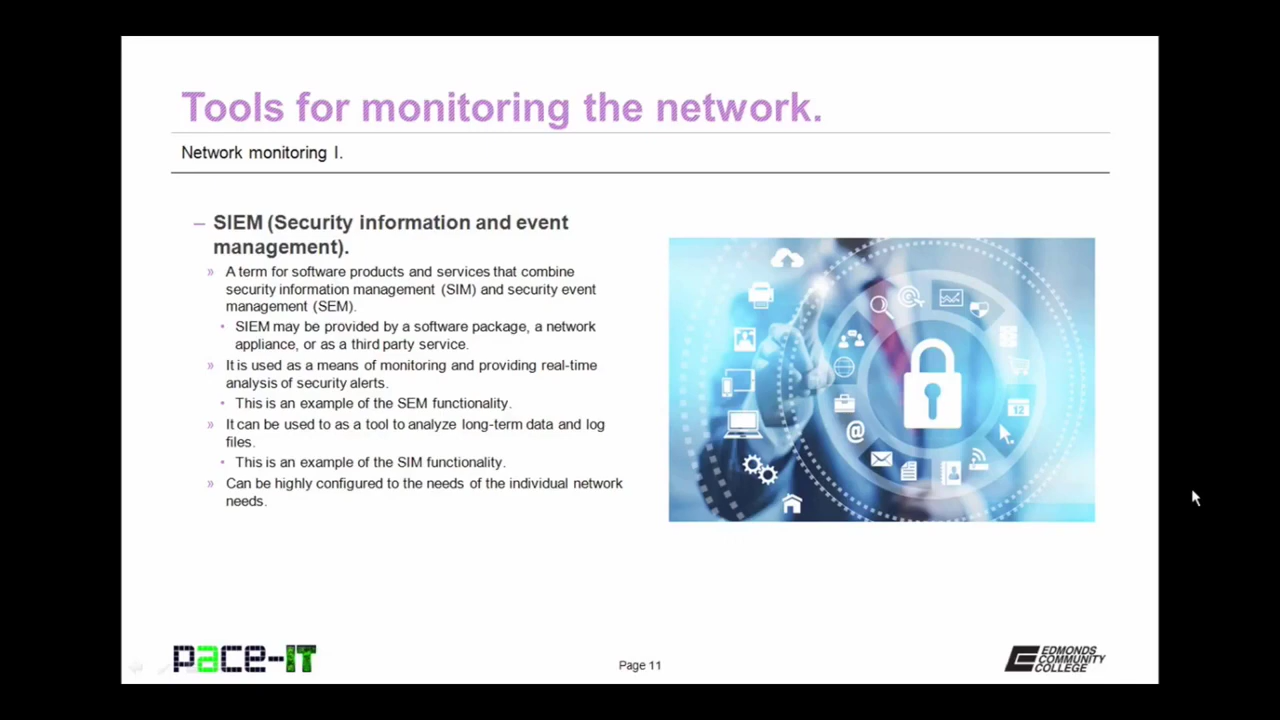 Tools for monitoring the network.
Network monitoring I.
– SIEM (Security information and event
management).
» A term for software products and services that combine
security information management (SIM) and security event
management (SEM).
• SIEM may be provided by a software package, a network
appliance, or as a third party service.
» It is used as a means of monitoring and providing real-time
analysis of security alerts.
• This is an example of the SEM functionality.
» It can be used to as a tool to analyze long-term data and log
files.
• This is an example of the SIM functionality.
» Can be highly configured to the needs of the individual network
needs.
12
@
pace-IT
Page 11
EDMONDS
COMMUNITY
COLLEGE